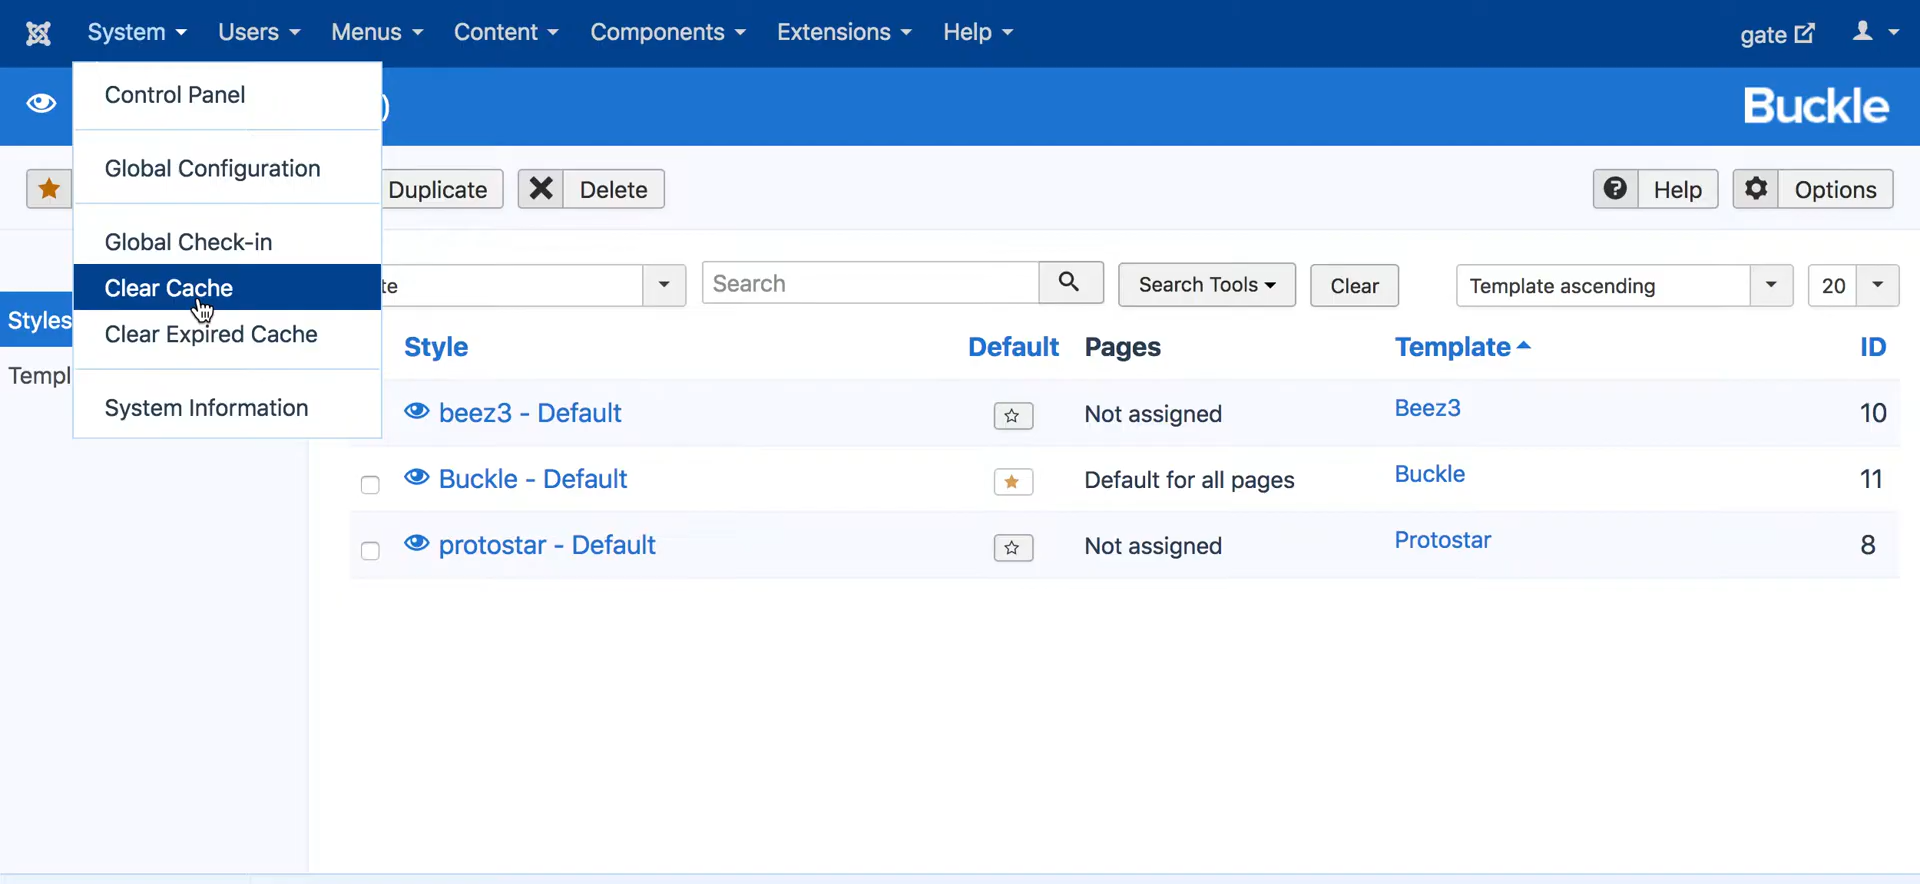 System Users Menus Content Components Extensions Help gate
Control Panel
) Buckle
Global Configuration
Duplicate Delete Help Options
Global Check-in
Clear Cache
te Search Search Tools Clear Template ascending 20
Styles
Clear Expired Cache
Style Default Pages Template ID
Templ
System Information
beez3 - Default Not assigned Beez3 10
Buckle - Default Default for all pages Buckle 11
protostar - Default Not assigned Protostar 8